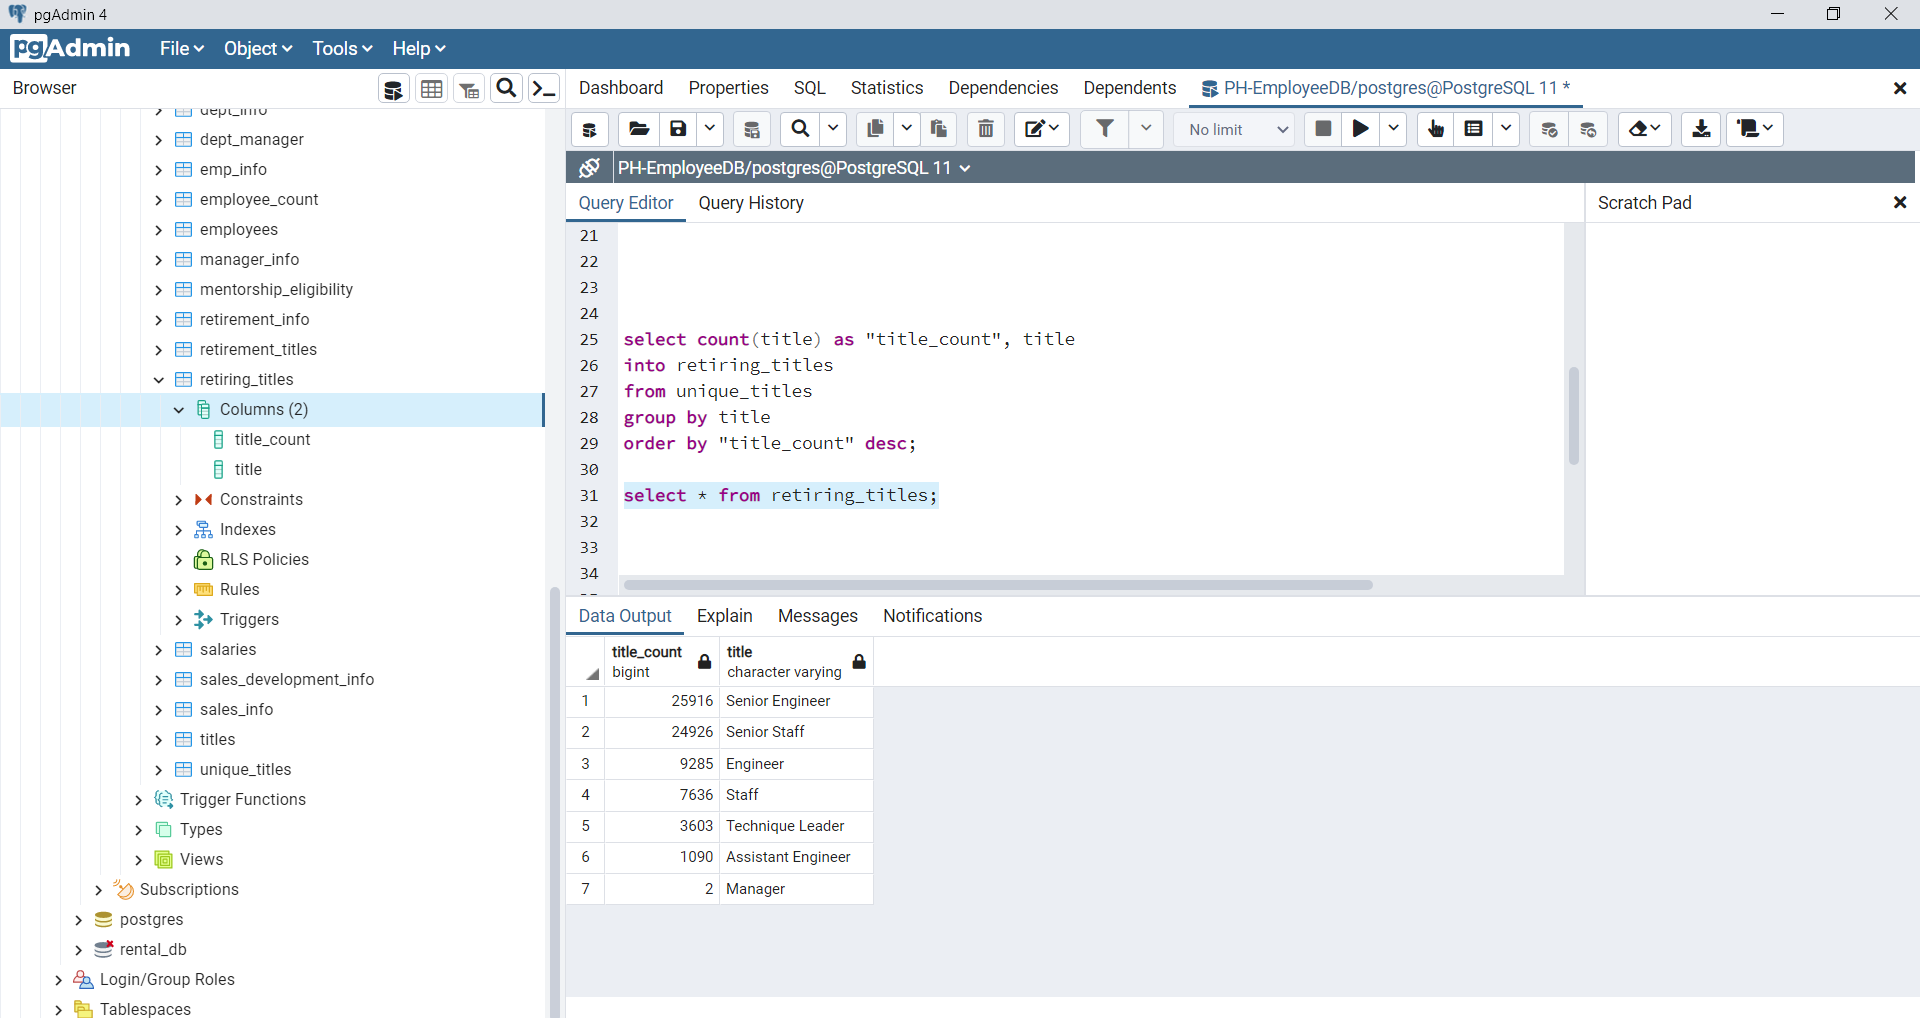 pgAdmin 4
pgAdmin File Object Tools Help
Browser
Dashboard Properties SQL Statistics Dependencies Dependents PH-EmployeeDB/postgres@PostgreSQL 11 *
No limit
PH-EmployeeDB/postgres@PostgreSQL 11
Query Editor Query History
Scratch Pad
dept_info
dept_manager
emp_info
employee_count
employees
manager_info
mentorship_eligibility
retirement_info
retirement_titles
retiring_titles
Columns (2)
title_count
title
Constraints
Indexes
RLS Policies
Rules
Triggers
salaries
sales_development_info
sales_info
titles
unique_titles
Trigger Functions
Types
Views
Subscriptions
postgres
rental_db
Login/Group Roles
Tablespaces
21
22
23
24
25 select count(title) as "title_count", title
26 into retiring_titles
27 from unique_titles
28 group by title
29 order by "title_count" desc;
30
31 select * from retiring_titles;
32
33
34
Data Output Explain Messages Notifications
title_count title
bigint character varying
1 25916 Senior Engineer
2 24926 Senior Staff
3 9285 Engineer
4 7636 Staff
5 3603 Technique Leader
6 1090 Assistant Engineer
7 2 Manager